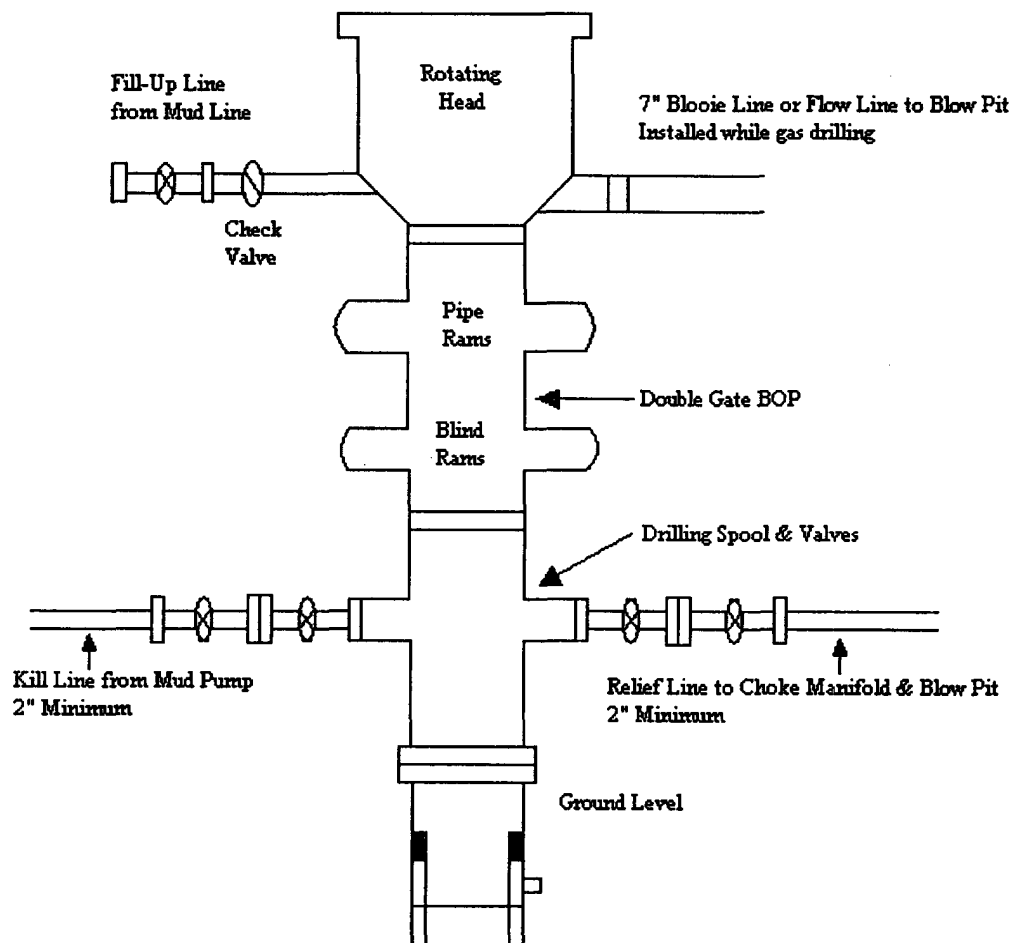 Rotating
Head
Fill-Up Line
from Mud Line
7" Blooie Line or Flow Line to Blow Pit
Installed while gas drilling
Check
Valve
Pipe
Rams
Double Gate BOP
Blind
Rams
Drilling Spool & Valves
Kill Line from Mud Pump
2" Minimum
Relief Line to Choke Manifold & Blow Pit
2" Minimum
Ground Level